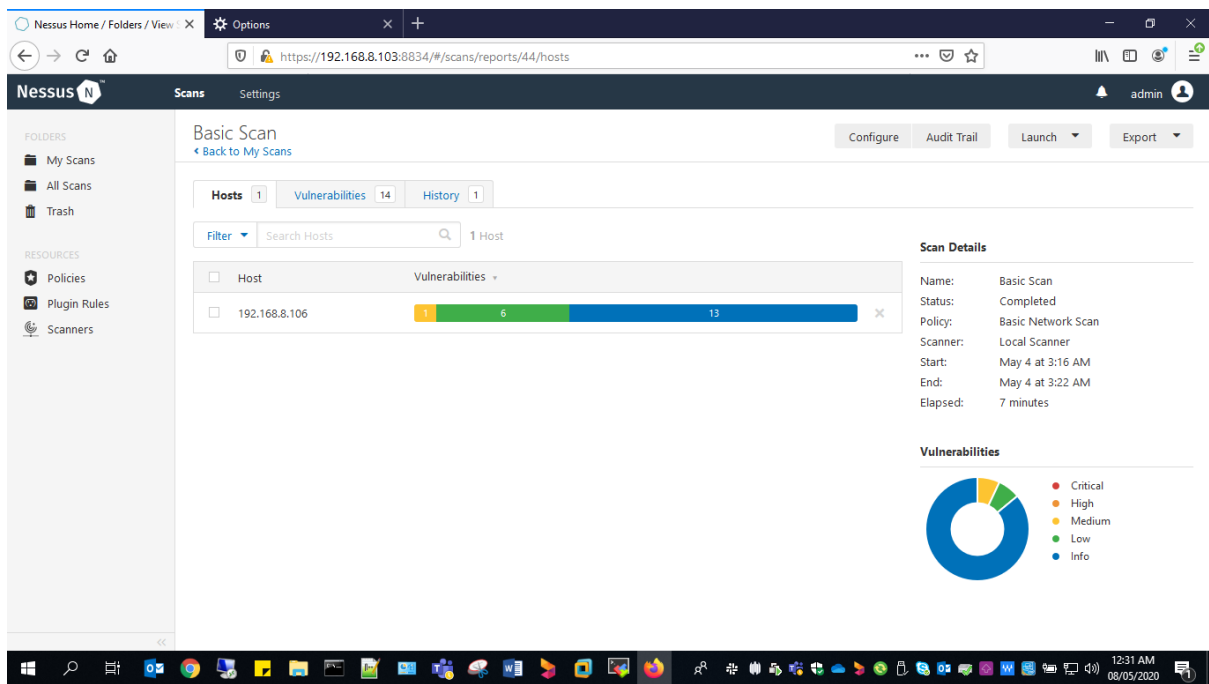 Nessus Home / Folders / View S
Options
https://192.168.8.103:8834/#/scans/reports/44/hosts
Nessus N
Scans
Settings
admin
FOLDERS
My Scans
All Scans
Trash
RESOURCES
Policies
Plugin Rules
Scanners
Basic Scan
Back to My Scans
Configure
Audit Trail
Launch
Export
Hosts 1
Vulnerabilities 14
History 1
Filter
Search Hosts
1 Host
Host
Vulnerabilities
192.168.8.106
1
6
13
Scan Details
Name: Basic Scan
Status: Completed
Policy: Basic Network Scan
Scanner: Local Scanner
Start: May 4 at 3:16 AM
End: May 4 at 3:22 AM
Elapsed: 7 minutes
Vulnerabilities
Critical
High
Medium
Low
Info
12:31 AM
08/05/2020
1